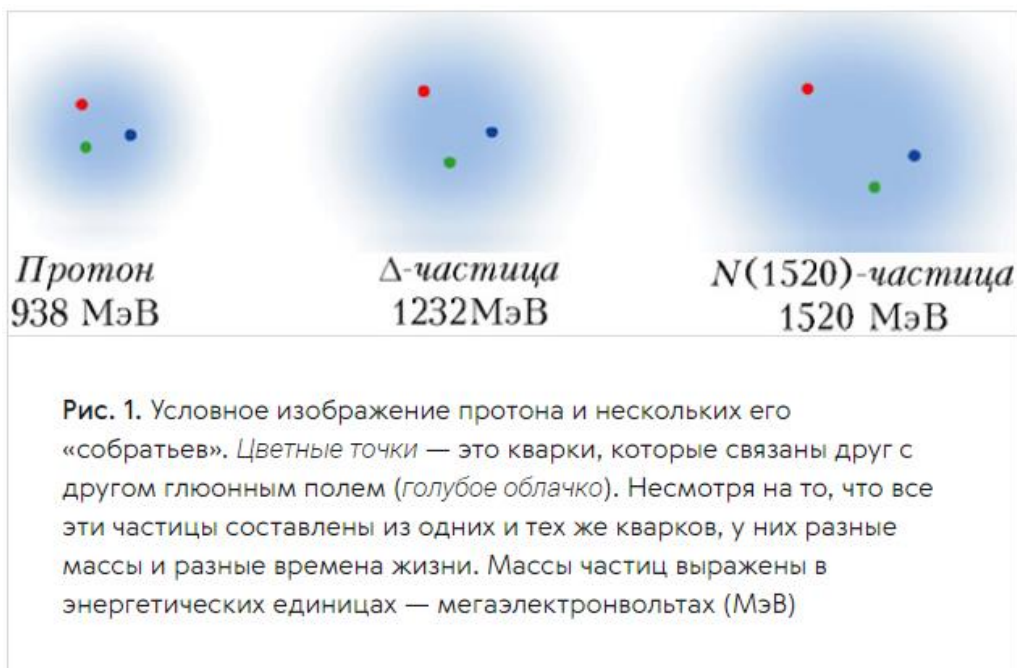 Протон
938 МэВ
Δ-частица
1232МэВ
N(1520)-частица
1520 МэВ
Рис. 1. Условное изображение протона и нескольких его
«собратьев». Цветные точки — это кварки, которые связаны друг с
другом глюонным полем (голубое облачко). Несмотря на то, что все
эти частицы составлены из одних и тех же кварков, у них разные
массы и разные времена жизни. Массы частиц выражены в
энергетических единицах — мегаэлектронвольтах (МэВ)